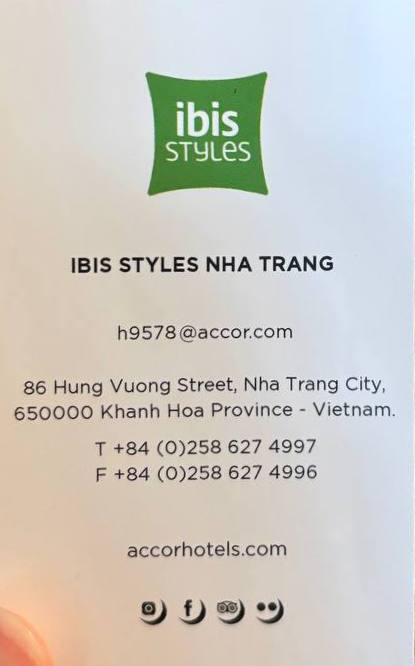 ibis
STYLES
IBIS STYLES NHA TRANG
h9578@accor.com
86 Hung Vuong Street, Nha Trang City,
650000 Khanh Hoa Province - Vietnam.
T +84 (0)258 627 4997
F +84 (0)258 627 4996
accorhotels.com